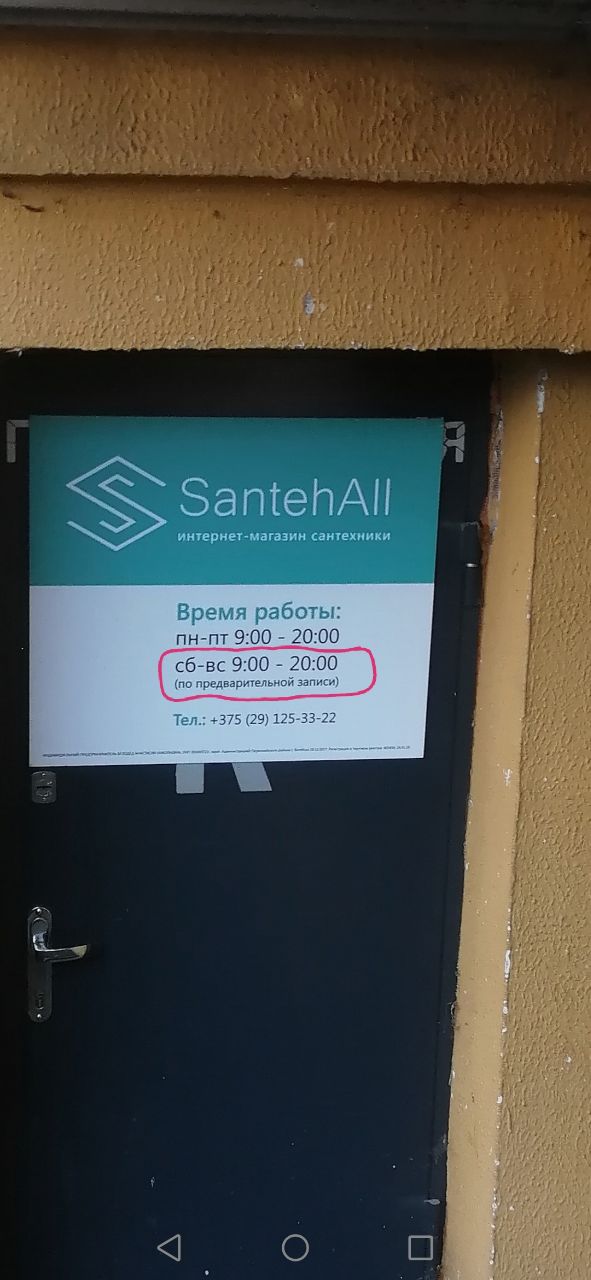 SantehAll
интернет-магазин сантехники
Время работы:
пн-пт 9:00 - 20:00
сб-вс 9:00 - 20:00
(по предварительной записи)
Тел.: +375 (29) 125-33-22